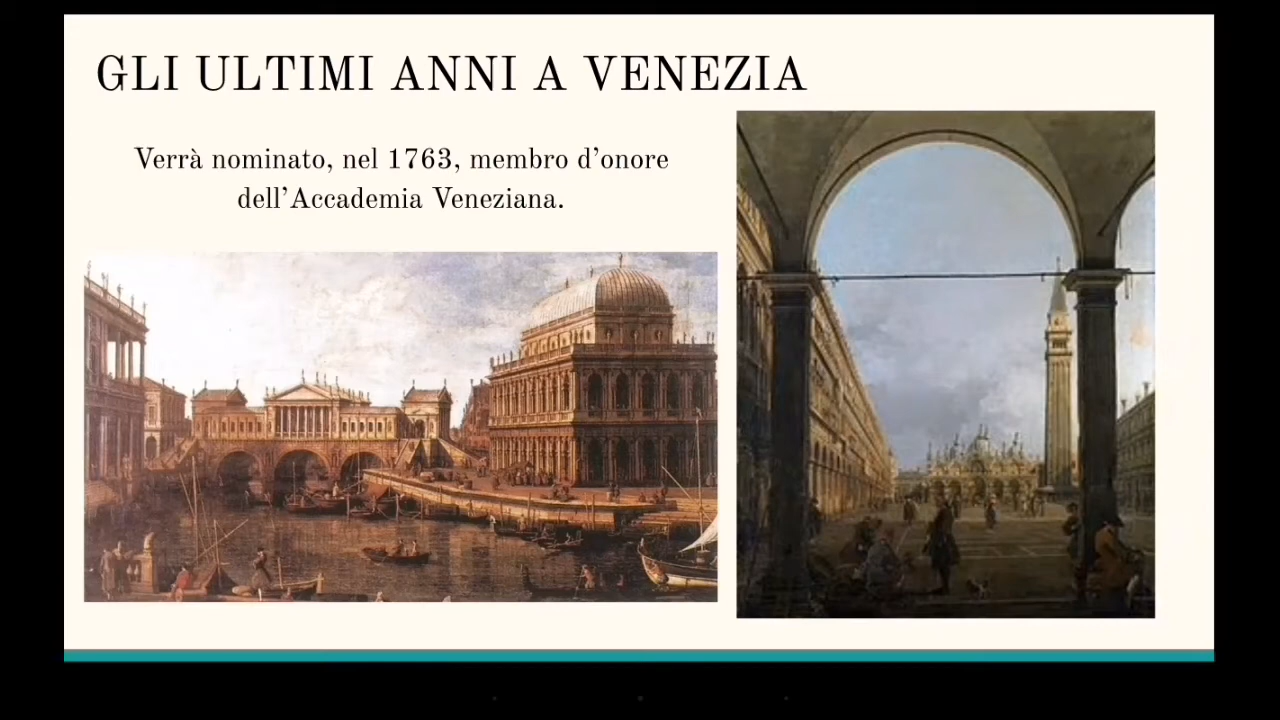 GLI ULTIMI ANNI A VENEZIA
Verrà nominato, nel 1763, membro d’onore
dell’Accademia Veneziana.